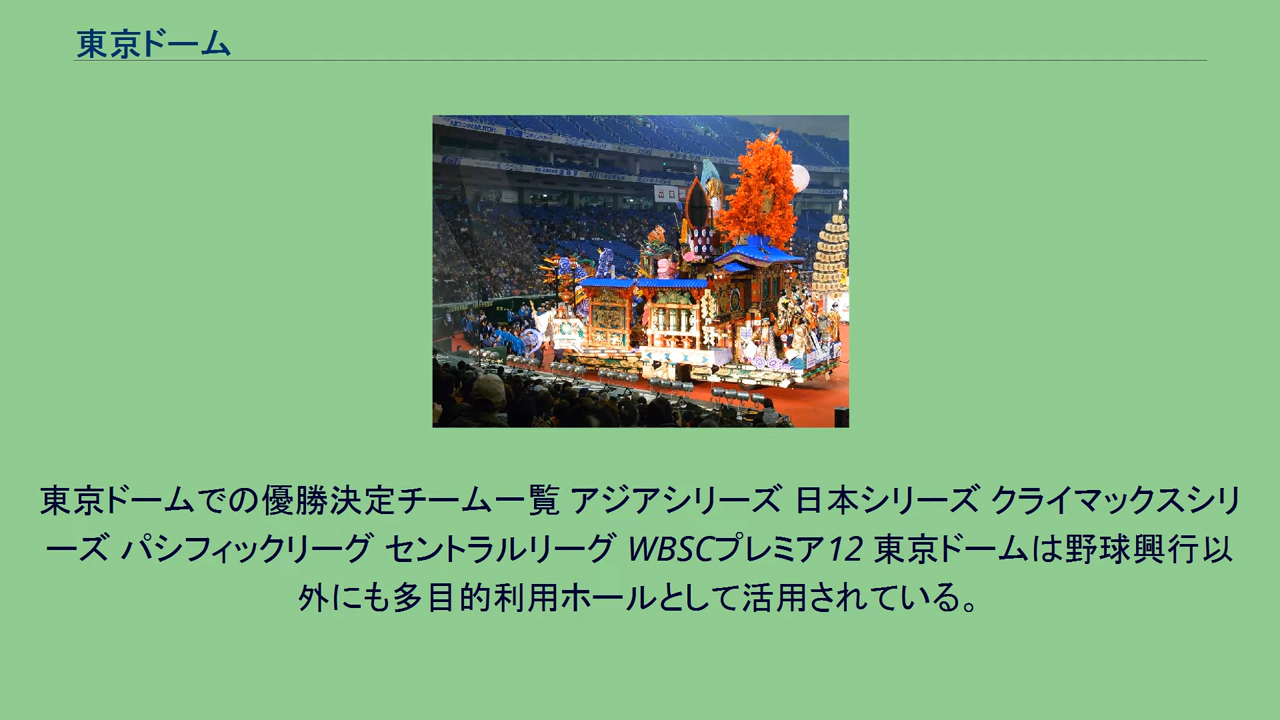 東京ドーム
東京ドームでの優勝決定チーム一覧 アジアシリーズ 日本シリーズ クライマックスシリ
ーズ パシフィックリーグ セントラルリーグ WBSCプレミア12 東京ドームは野球興行以
外にも多目的利用ホールとして活用されている。